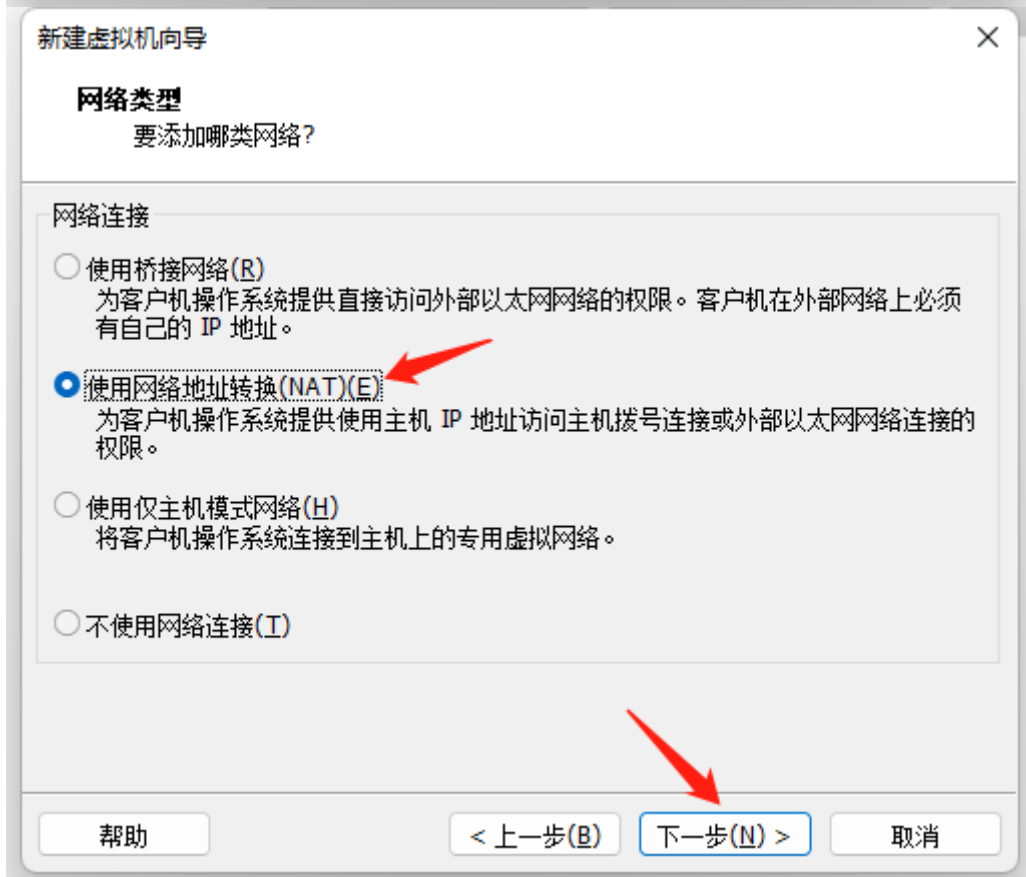 新建虚拟机向导
网络类型
要添加哪类网络?
网络连接
使用桥接网络(R)
为客户机操作系统提供直接访问外部以太网网络的权限。客户机在外部网络上必须
有自己的 IP 地址。
使用网络地址转换(NAT)(E)
为客户机操作系统提供使用主机 IP 地址访问主机拨号连接或外部以太网网络连接的
权限。
使用仅主机模式网络(H)
将客户机操作系统连接到主机上的专用虚拟网络。
不使用网络连接(T)
帮助
< 上一步(B)
下一步(N) >
取消